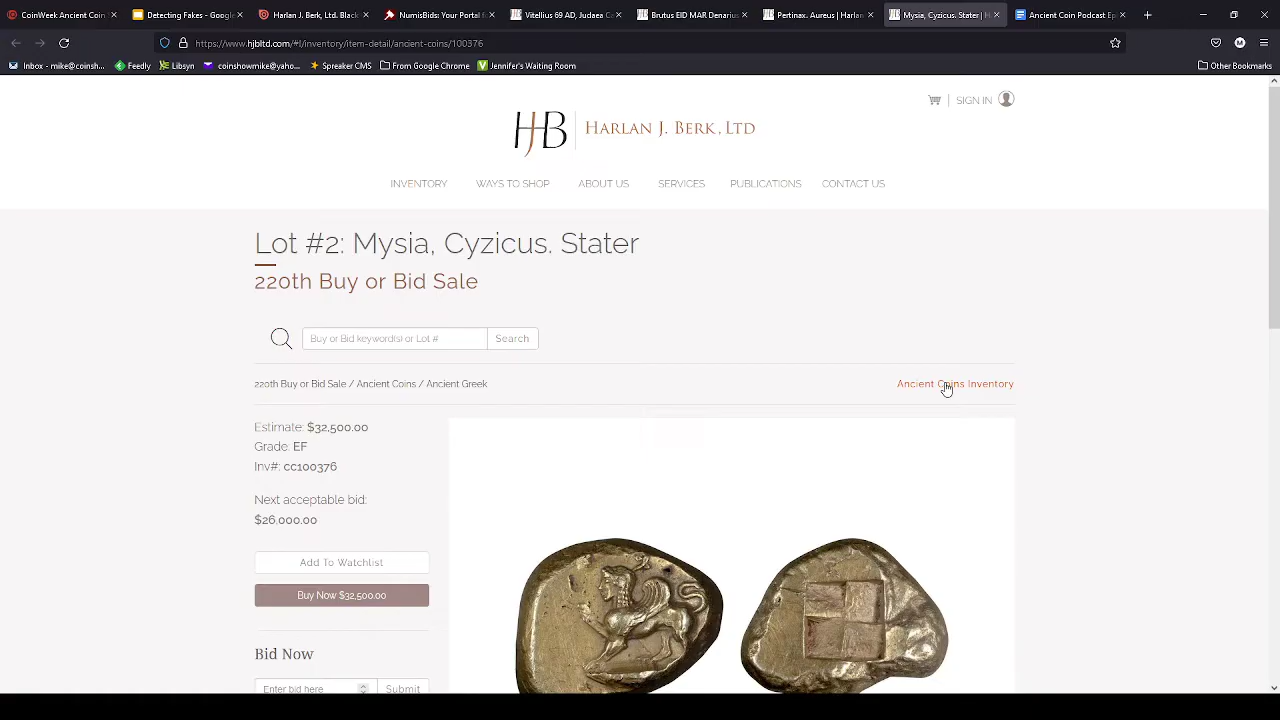 CoinWeek Ancient Coin
Detecting Fakes - Google
Harlan J. Berk, Ltd. Black
NumisBids: Your Portal f
Vitellius 69 AD, Judaea C
Brutus EID MAR Denarius
Pertinax. Aureus | Harlan
Mysia, Cyzicus. Stater | H
Ancient Coin Podcast Ep
https://www.hjbltd.com/#!/inventory/item-detail/ancient-coins/100376
Inbox - mike@coinsh...
Feedly
Libsyn
coinshowmike@yaho...
Spreaker CMS
From Google Chrome
Jennifer's Waiting Room
Other Bookmarks
SIGN IN
HJB
HARLAN J. BERK, LTD
INVENTORY
WAYS TO SHOP
ABOUT US
SERVICES
PUBLICATIONS
CONTACT US
Lot #2: Mysia, Cyzicus. Stater
220th Buy or Bid Sale
Buy or Bid keyword(s) or Lot #
Search
220th Buy or Bid Sale / Ancient Coins / Ancient Greek
Ancient Coins Inventory
Estimate: $32,500.00
Grade: EF
Inv#: cc100376
Next acceptable bid:
$26,000.00
Add To Watchlist
Buy Now $32,500.00
Bid Now
Enter bid here
Submit